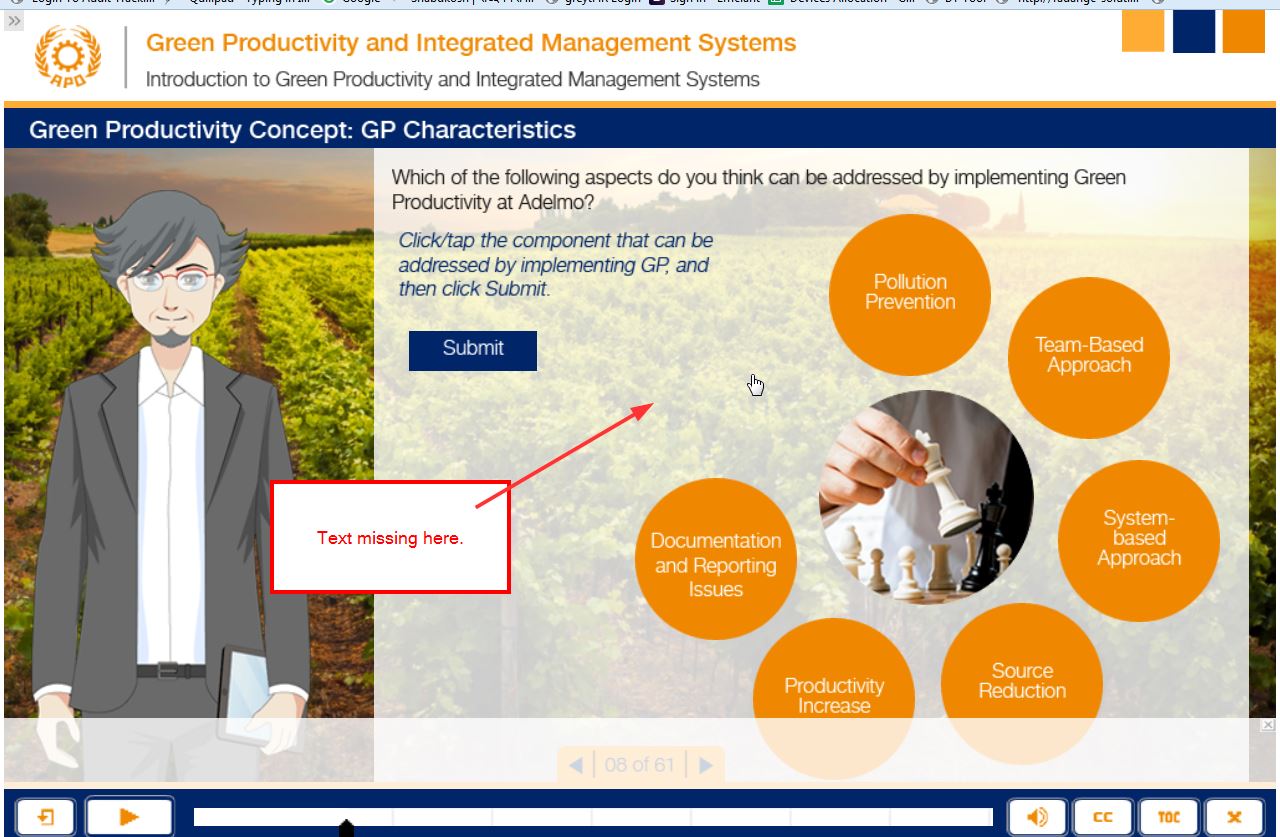 Green Productivity and Integrated Management Systems
Introduction to Green Productivity and Integrated Management Systems
APO
Green Productivity Concept: GP Characteristics
Which of the following aspects do you think can be addressed by implementing Green
Productivity at Adelmo?
Click/tap the component that can be
addressed by implementing GP, and
then click Submit.
Submit
Pollution
Prevention
Team-Based
Approach
System-
based
Approach
Source
Reduction
Productivity
Increase
Documentation
and Reporting
Issues
Text missing here.
08 of 61
CC
TOC